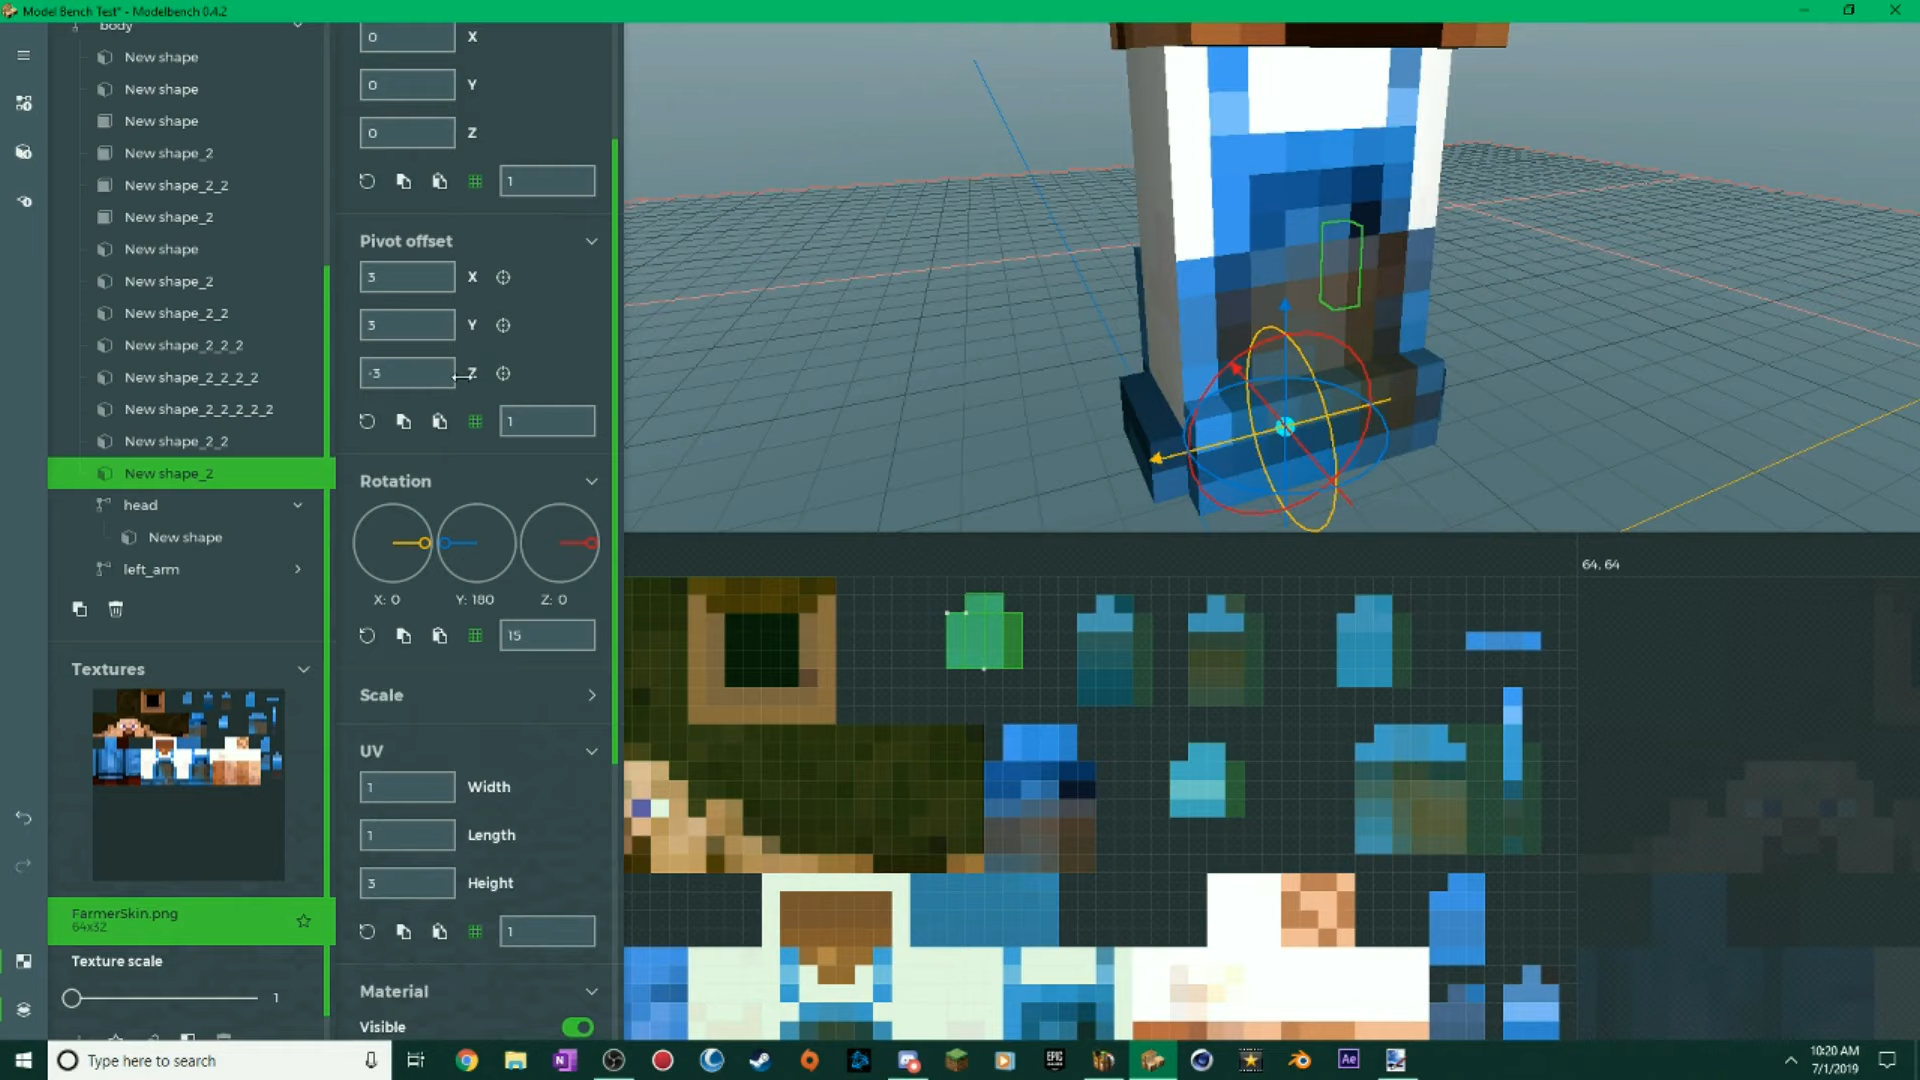 Model Bench Test* - Modelbench 0.4.2
body
New shape
New shape
New shape
New shape_2
New shape_2_2
New shape_2
New shape
New shape_2
New shape_2_2
New shape_2_2_2
New shape_2_2_2_2
New shape_2_2_2_2_2
New shape_2_2
New shape_2
head
New shape
left_arm
Textures
FarmerSkin.png
64x32
Texture scale
1
0 X
0 Y
0 Z
1
Pivot offset
3 X
3 Y
-3 Z
1
Rotation
X: 0 Y: 180 Z: 0
15
Scale
UV
1 Width
1 Length
3 Height
1
Material
Visible
64, 64
Type here to search
N
EPIC GAMES
Ae
10:20 AM
7/1/2019